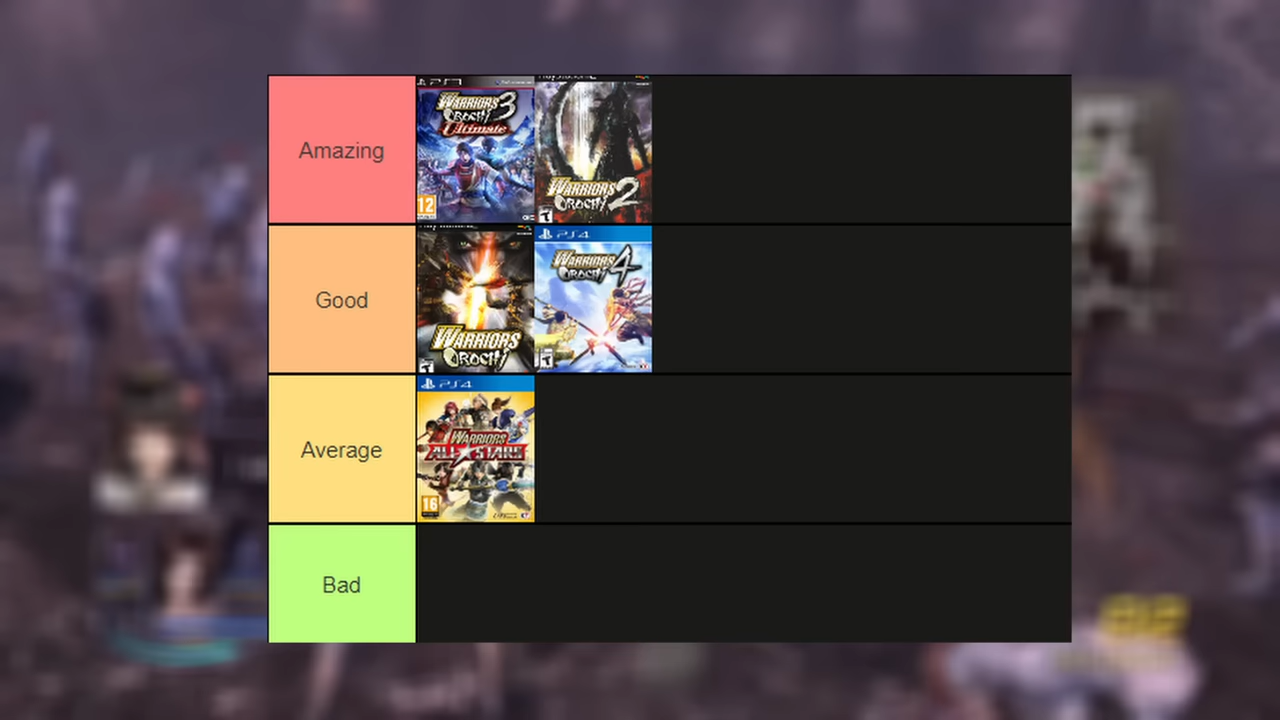 Amazing
WARRIORS 3
OROCHI
Ultimate
12
WARRIORS 2
OROCHI
T
Good
WARRIORS
OROCHI
T
PS4
WARRIORS 4
OROCHI
T
Average
PS4
WARRIORS
ALL★STARS
16
Bad
812